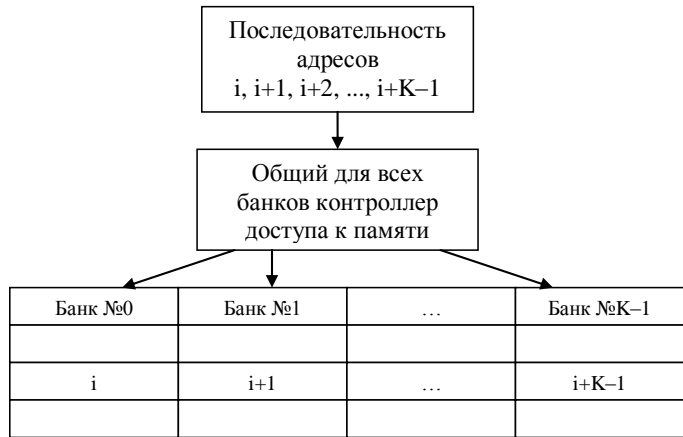 Последовательность
адресов
i, i+1, i+2, ..., i+K–1
Общий для всех
банков контроллер
доступа к памяти
Банк №0 Банк №1 … Банк №K–1
i i+1 … i+K–1